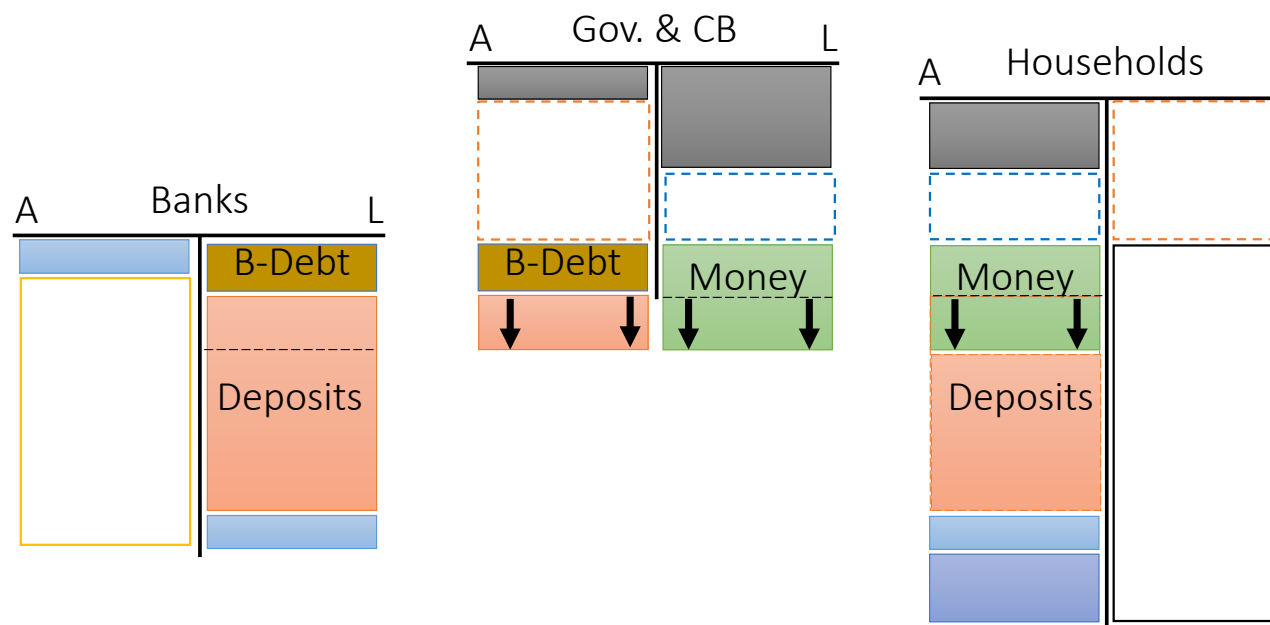 Gov. & CB
A
L
Households
A
Banks
A
L
B-Debt
Deposits
B-Debt
Money
Money
Deposits